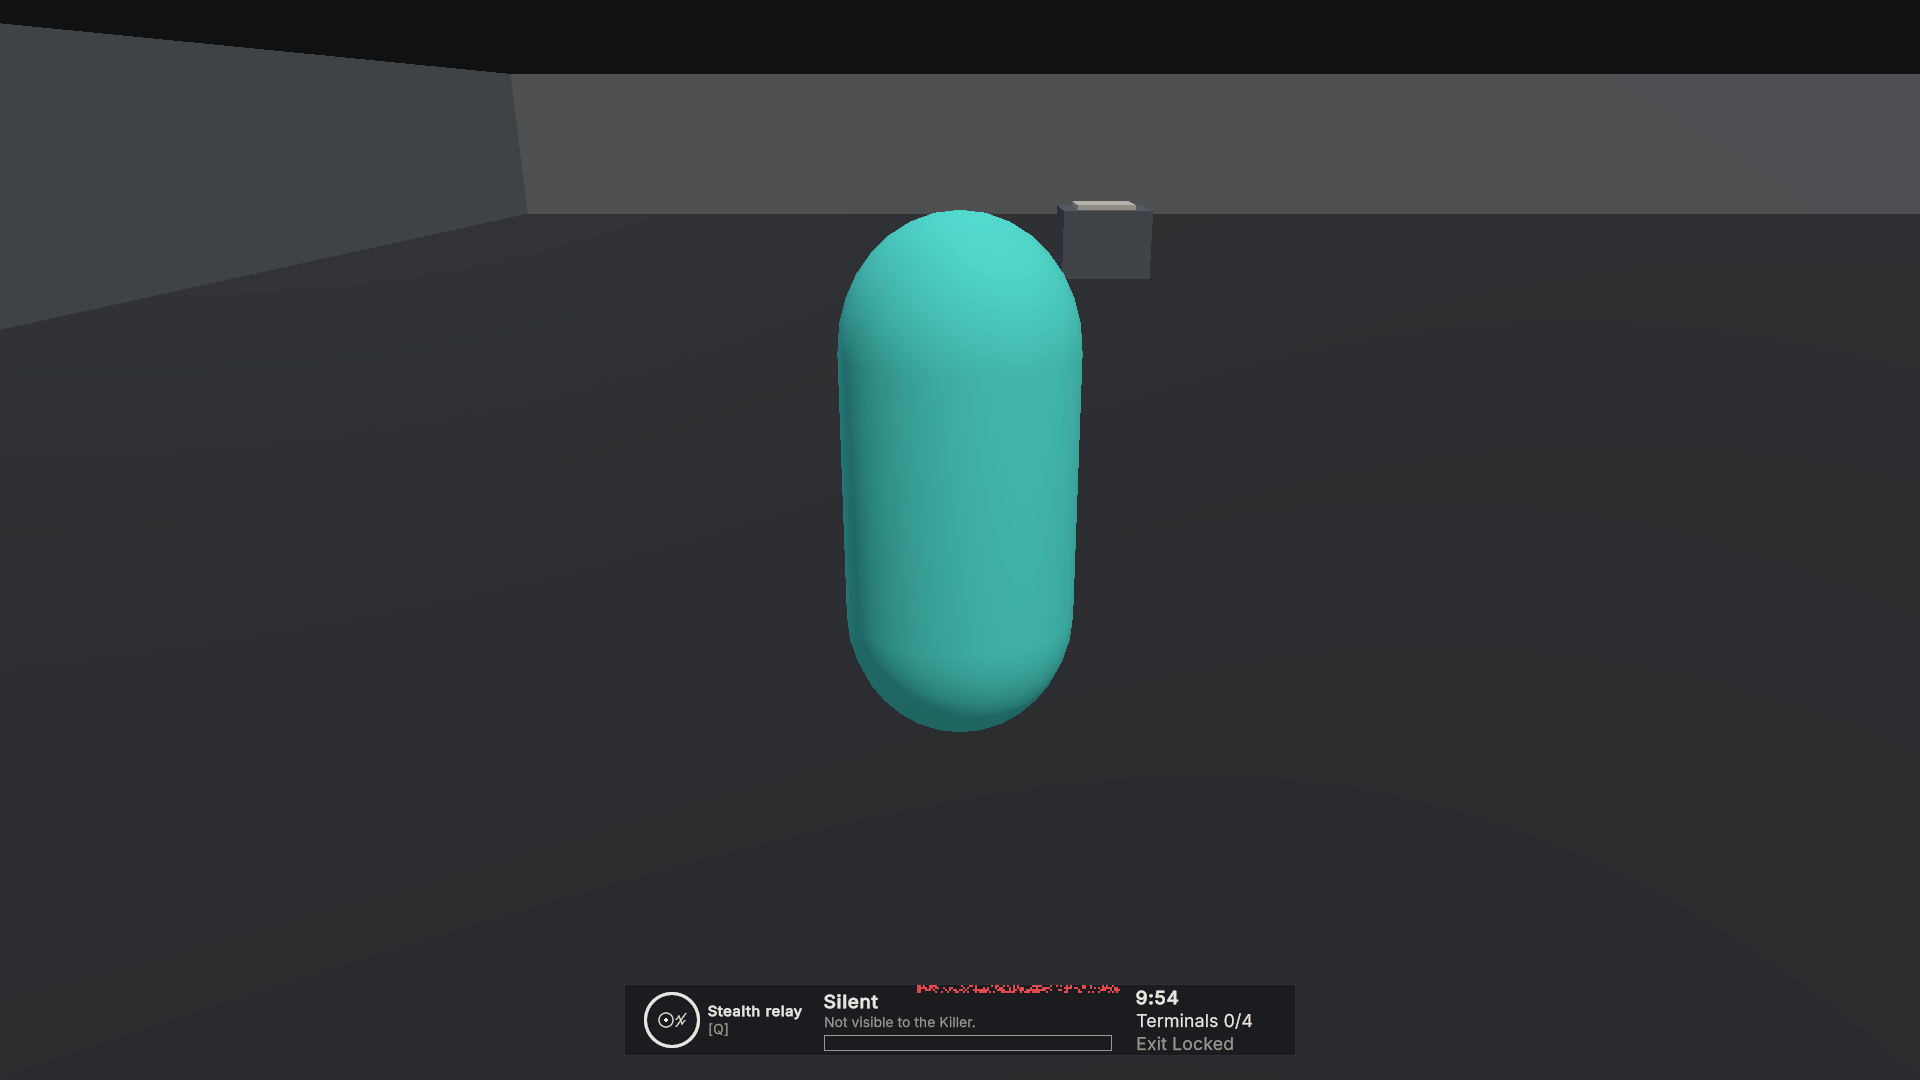 Stealth relay
[Q]
Silent
Not visible to the Killer.
9:54
Terminals 0/4
Exit Locked